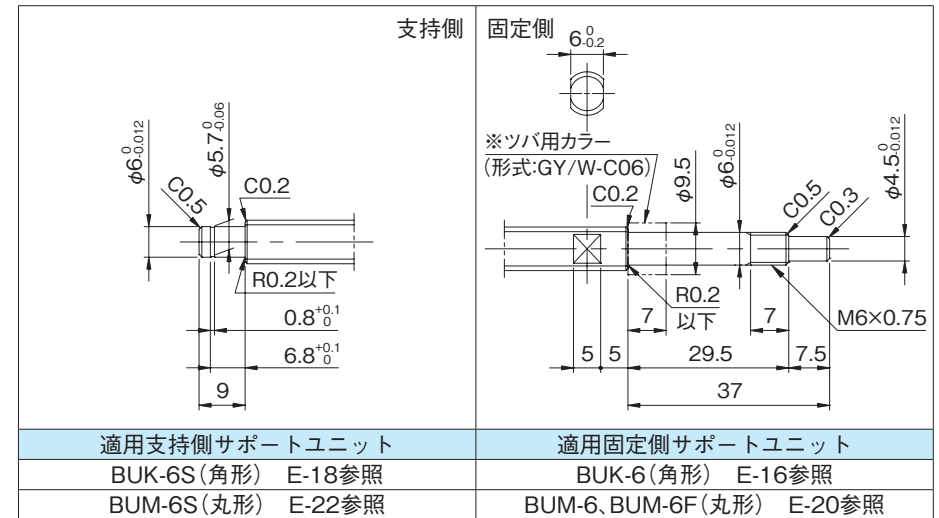 支持側
φ6 0 -0.012
φ5.7 0 -0.06
C0.5
C0.2
R0.2以下
0.8 +0.1 0
6.8 +0.1 0
9
固定側
6 0 -0.2
※ツバ用カラー
(形式:GY/W-C06)
C0.2
φ9.5
φ6 0 -0.012
C0.5
C0.3
φ4.5 0 -0.012
R0.2
以下
7
7
M6×0.75
5
5
29.5
7.5
37
適用支持側サポートユニット
適用固定側サポートユニット
BUK-6S(角形) E-18参照
BUK-6(角形) E-16参照
BUM-6S(丸形) E-22参照
BUM-6、BUM-6F(丸形) E-20参照